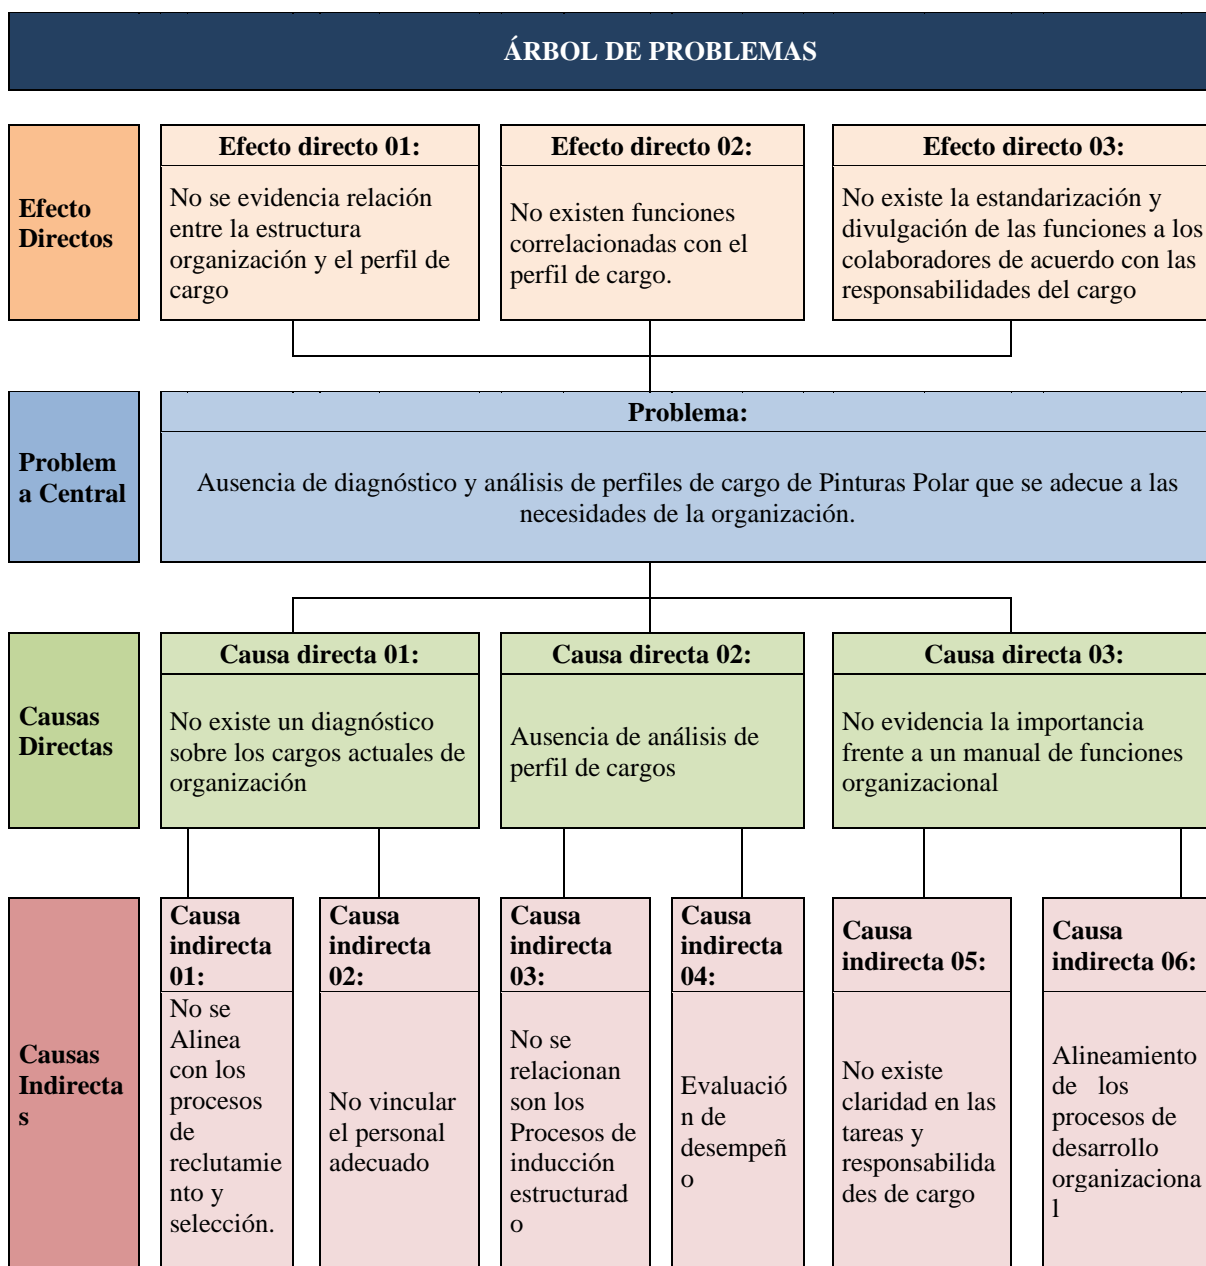 ÁRBOL DE PROBLEMAS
Efecto
Directos
Efecto directo 01:
No se evidencia relación
entre la estructura
organización y el perfil de
cargo
Efecto directo 02:
No existen funciones
correlacionadas con el
perfil de cargo.
Efecto directo 03:
No existe la estandarización y
divulgación de las funciones a los
colaboradores de acuerdo con las
responsabilidades del cargo
Problem
a Central
Problema:
Ausencia de diagnóstico y análisis de perfiles de cargo de Pinturas Polar que se adecue a las
necesidades de la organización.
Causas
Directas
Causa directa 01:
No existe un diagnóstico
sobre los cargos actuales de
organización
Causa directa 02:
Ausencia de análisis de
perfil de cargos
Causa directa 03:
No evidencia la importancia
frente a un manual de funciones
organizacional
Causas
Indirecta
s
Causa
indirecta
01:
No se
Alinea
con los
procesos
de
reclutamie
nto y
selección.
Causa
indirecta
02:
No vincular
el personal
adecuado
Causa
indirecta
03:
No se
relacionan
son los
Procesos de
inducción
estructurad
o
Causa
indirecta
04:
Evaluació
n de
desempeñ
o
Causa
indirecta 05:
No existe
claridad en las
tareas y
responsabilida
des de cargo
Causa
indirecta 06:
Alineamiento
de los
procesos de
desarrollo
organizaciona
l